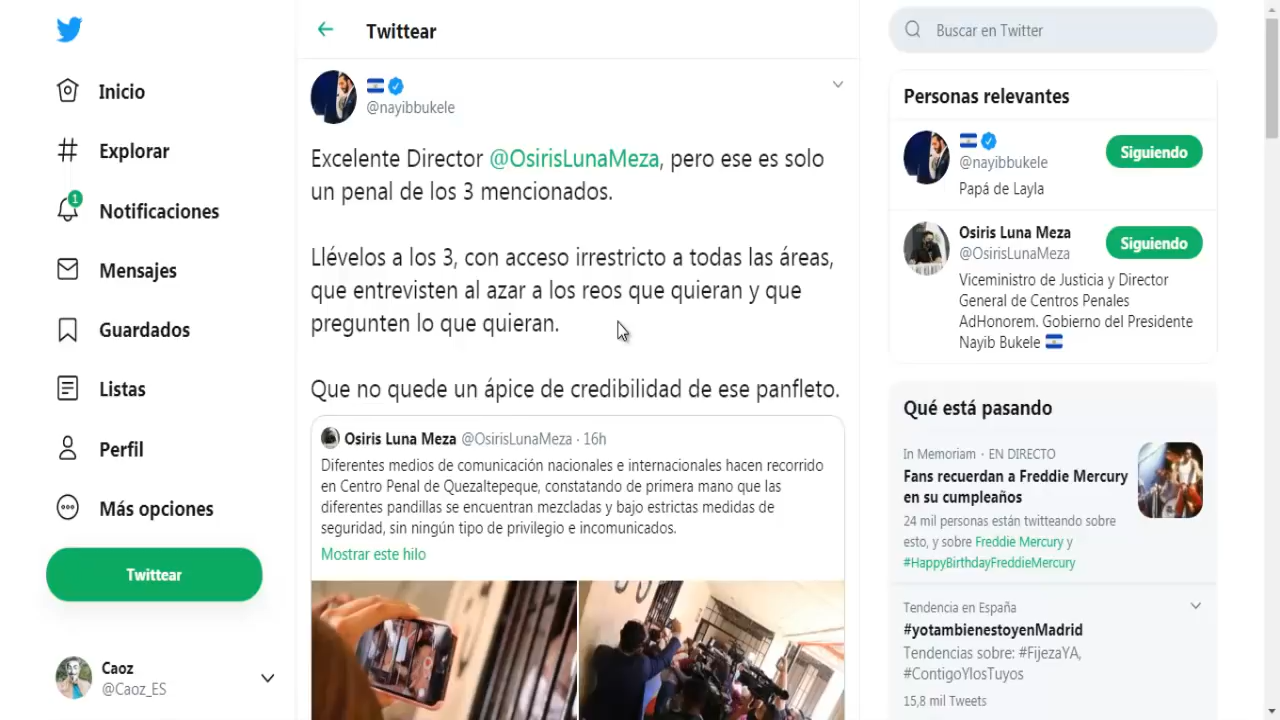 Inicio
Explorar
1
Notificaciones
Mensajes
Guardados
Listas
Perfil
Más opciones
Twittear
Caoz
@Caoz_ES
Twittear
@nayibbukele
Excelente Director @OsirisLunaMeza, pero ese es solo
un penal de los 3 mencionados.
Llévelos a los 3, con acceso irrestricto a todas las áreas,
que entrevisten al azar a los reos que quieran y que
pregunten lo que quieran.
Que no quede un ápice de credibilidad de ese panfleto.
Osiris Luna Meza @OsirisLunaMeza · 16h
Diferentes medios de comunicación nacionales e internacionales hacen recorrido
en Centro Penal de Quezaltepeque, constatando de primera mano que las
diferentes pandillas se encuentran mezcladas y bajo estrictas medidas de
seguridad, sin ningún tipo de privilegio e incomunicados.
Mostrar este hilo
Buscar en Twitter
Personas relevantes
@nayibbukele
Siguiendo
Papá de Layla
Osiris Luna Meza
@OsirisLunaMeza
Siguiendo
Viceministro de Justicia y Director
General de Centros Penales
AdHonorem. Gobierno del Presidente
Nayib Bukele
Qué está pasando
In Memoriam · EN DIRECTO
Fans recuerdan a Freddie Mercury
en su cumpleaños
24 mil personas están twitteando sobre
esto, y sobre Freddie Mercury y
#HappyBirthdayFreddieMercury
Tendencia en España
#yotambienestoyenMadrid
Tendencias sobre: #FijezaYA,
#ContigoYlosTuyos
15,8 mil Tweets